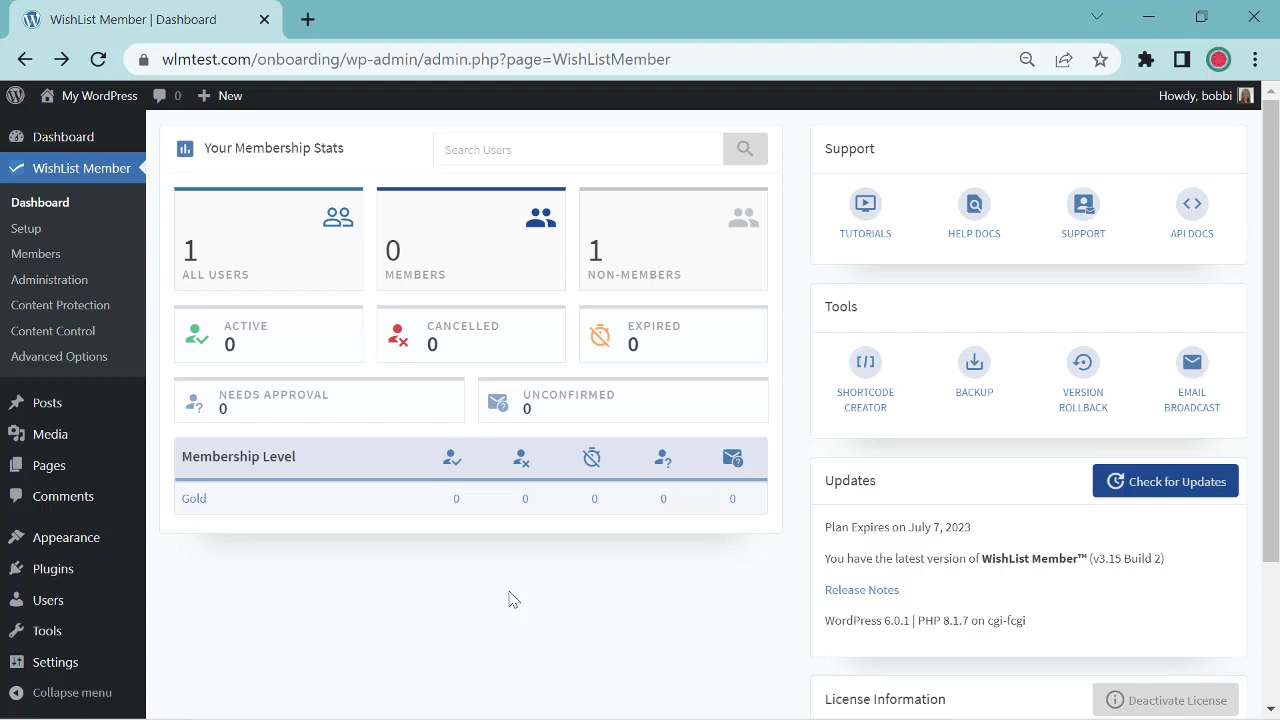 WishList Member | Dashboard
wlmtest.com/onboarding/wp-admin/admin.php?page=WishListMember
My WordPress 0 New Howdy, bobbi
Dashboard
WishList Member
Dashboard
Setup
Members
Administration
Content Protection
Content Control
Advanced Options
Posts
Media
Pages
Comments
Appearance
Plugins
Users
Tools
Settings
Collapse menu
Your Membership Stats
Search Users
1
ALL USERS
0
MEMBERS
1
NON-MEMBERS
ACTIVE
0
CANCELLED
0
EXPIRED
0
NEEDS APPROVAL
0
UNCONFIRMED
0
Membership Level
Gold 0 0 0 0 0
Support
TUTORIALS
HELP DOCS
SUPPORT
API DOCS
Tools
SHORTCODE
CREATOR
BACKUP
VERSION
ROLLBACK
EMAIL
BROADCAST
Updates
Check for Updates
Plan Expires on July 7, 2023
You have the latest version of WishList Member™ (v3.15 Build 2)
Release Notes
WordPress 6.0.1 | PHP 8.1.7 on cgi-fcgi
License Information
Deactivate License